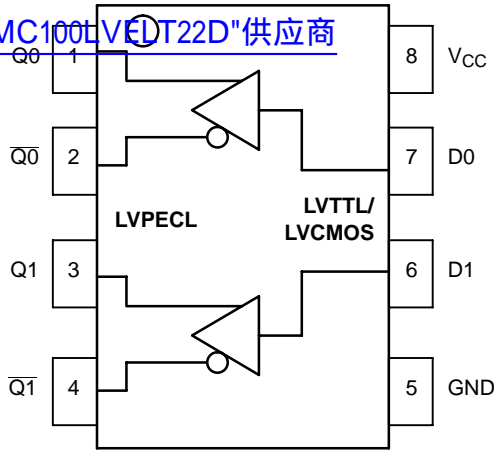 MC100LVELT22D"供应商
Q0 1
8 VCC
Q0 2
7 D0
LVPECL
LVTTL/
LVCMOS
Q1 3
6 D1
Q1 4
5 GND